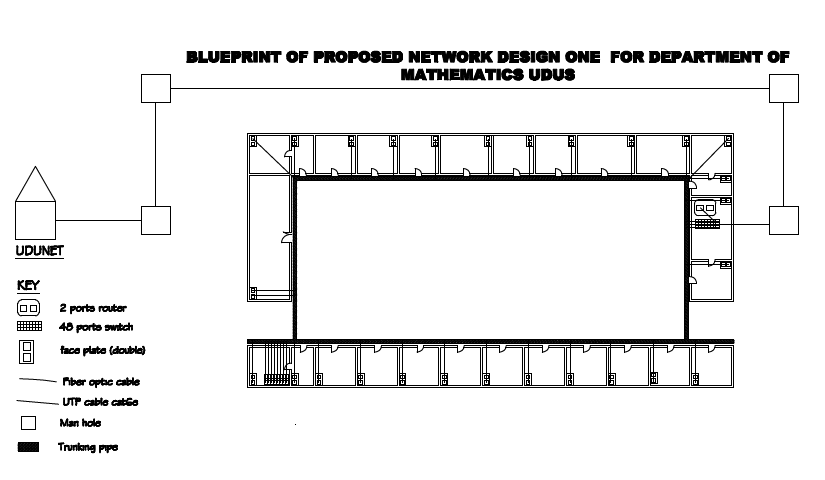 BLUEPRINT OF PROPOSED NETWORK DESIGN ONE FOR DEPARTMENT OF
MATHEMATICS UDUS
UDUNET
KEY
2 ports router
48 ports switch
face plate (double)
Fiber optic cable
UTP cable cat6e
Man hole
Trunking pipe